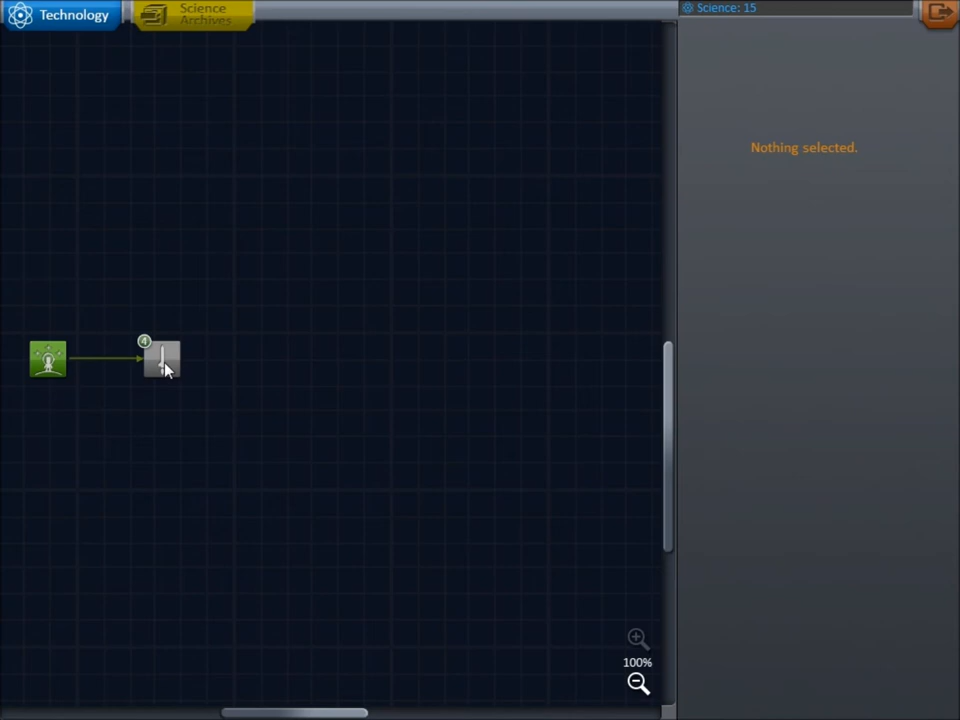 Technology
Science
Archives
Science: 15
Nothing selected.
4
100%